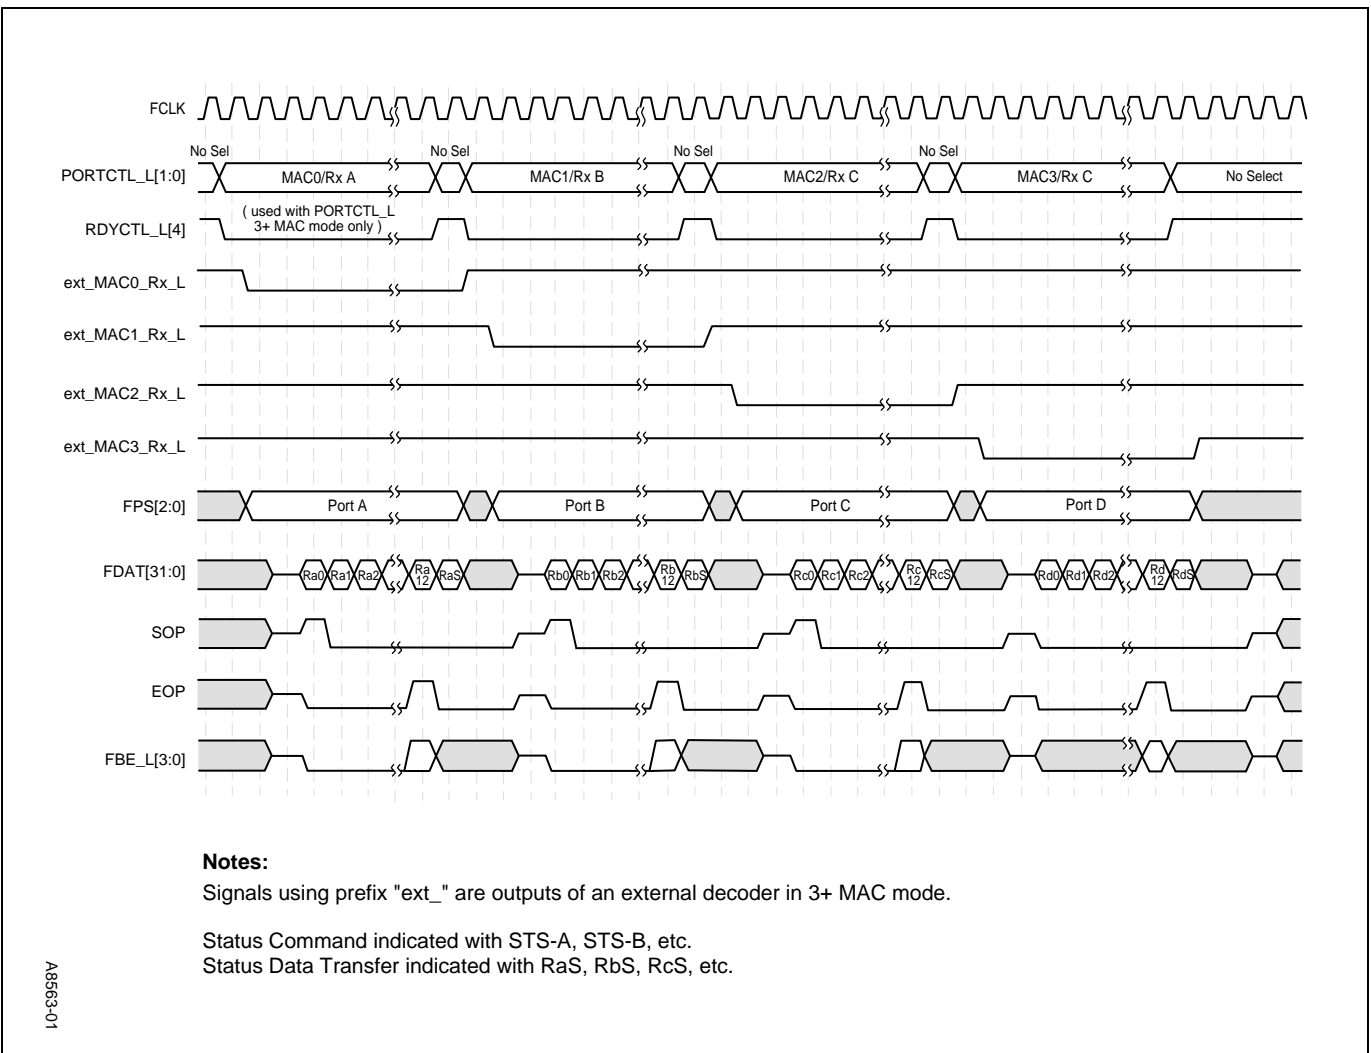 FCLK
No Sel No Sel No Sel No Sel
PORTCTL_L[1:0] MAC0/Rx A MAC1/Rx B MAC2/Rx C MAC3/Rx C No Select
( used with PORTCTL_L
RDYCTL_L[4] 3+ MAC mode only )
ext_MAC0_Rx_L
ext_MAC1_Rx_L
ext_MAC2_Rx_L
ext_MAC3_Rx_L
FPS[2:0] Port A Port B Port C Port D
FDAT[31:0] Ra0 Ra1 Ra2 Ra 12 RaS Rb0 Rb1 Rb2 Rb 12 RbS Rc0 Rc1 Rc2 Rc 12 RcS Rd0 Rd1 Rd2 Rd 12 RdS
SOP
EOP
FBE_L[3:0]
Notes:
Signals using prefix "ext_" are outputs of an external decoder in 3+ MAC mode.
Status Command indicated with STS-A, STS-B, etc.
Status Data Transfer indicated with RaS, RbS, RcS, etc.
A8563-01